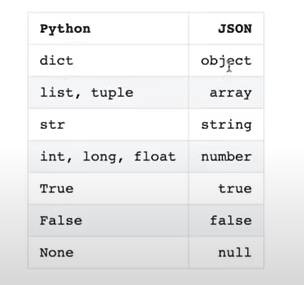 Python JSON
dict object
list, tuple array
str string
int, long, float number
True true
False false
None null